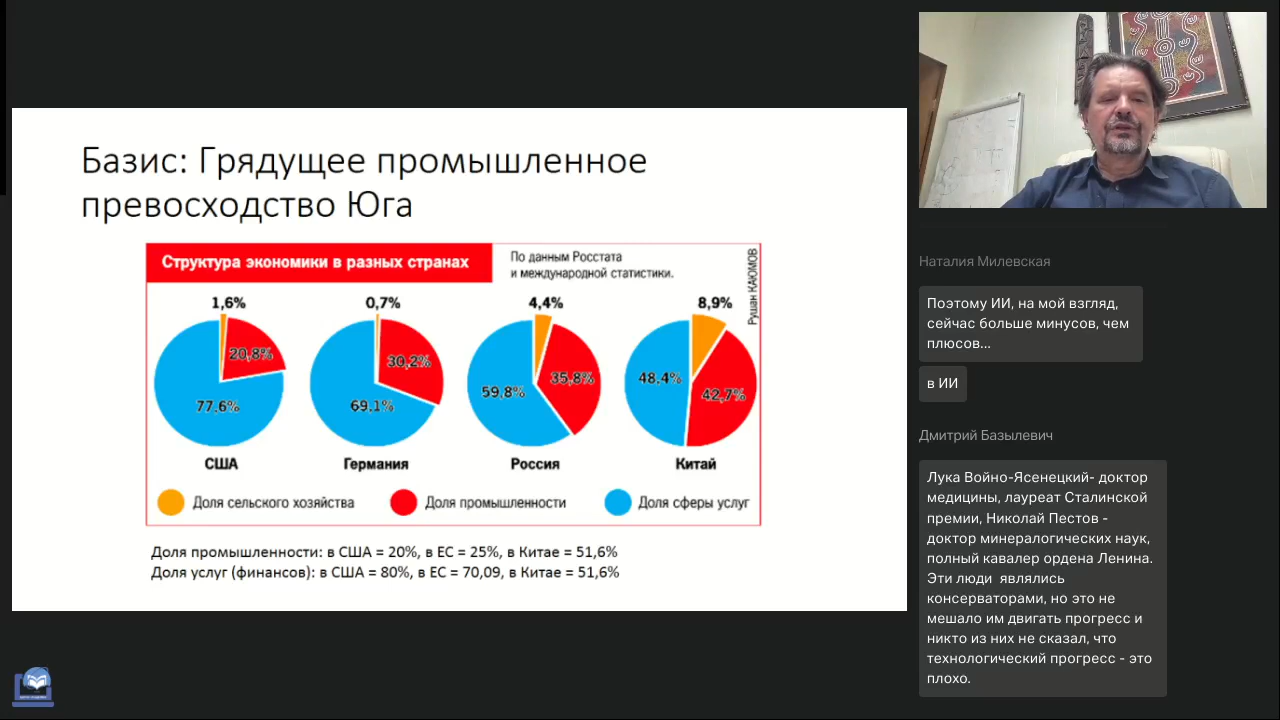 Базис: Грядущее промышленное
превосходство Юга
Структура экономики в разных странах
По данным Росстата
и международной статистики.
Рушан КАЮМОВ
1,6%
20,8%
77,6%
США
0,7%
30,2%
69,1%
Германия
4,4%
35,8%
59,8%
Россия
8,9%
42,7%
48,4%
Китай
Доля сельского хозяйства
Доля промышленности
Доля сферы услуг
Доля промышленности: в США = 20%, в ЕС = 25%, в Китае = 51,6%
Доля услуг (финансов): в США = 80%, в ЕС = 70,09, в Китае = 51,6%
Наталия Милевская
Поэтому ИИ, на мой взгляд,
сейчас больше минусов, чем
плюсов...
в ИИ
Дмитрий Базылевич
Лука Войно-Ясенецкий- доктор
медицины, лауреат Сталинской
премии, Николай Пестов -
доктор минералогических наук,
полный кавалер ордена Ленина.
Эти люди являлись
консерваторами, но это не
мешало им двигать прогресс и
никто из них не сказал, что
технологический прогресс - это
плохо.